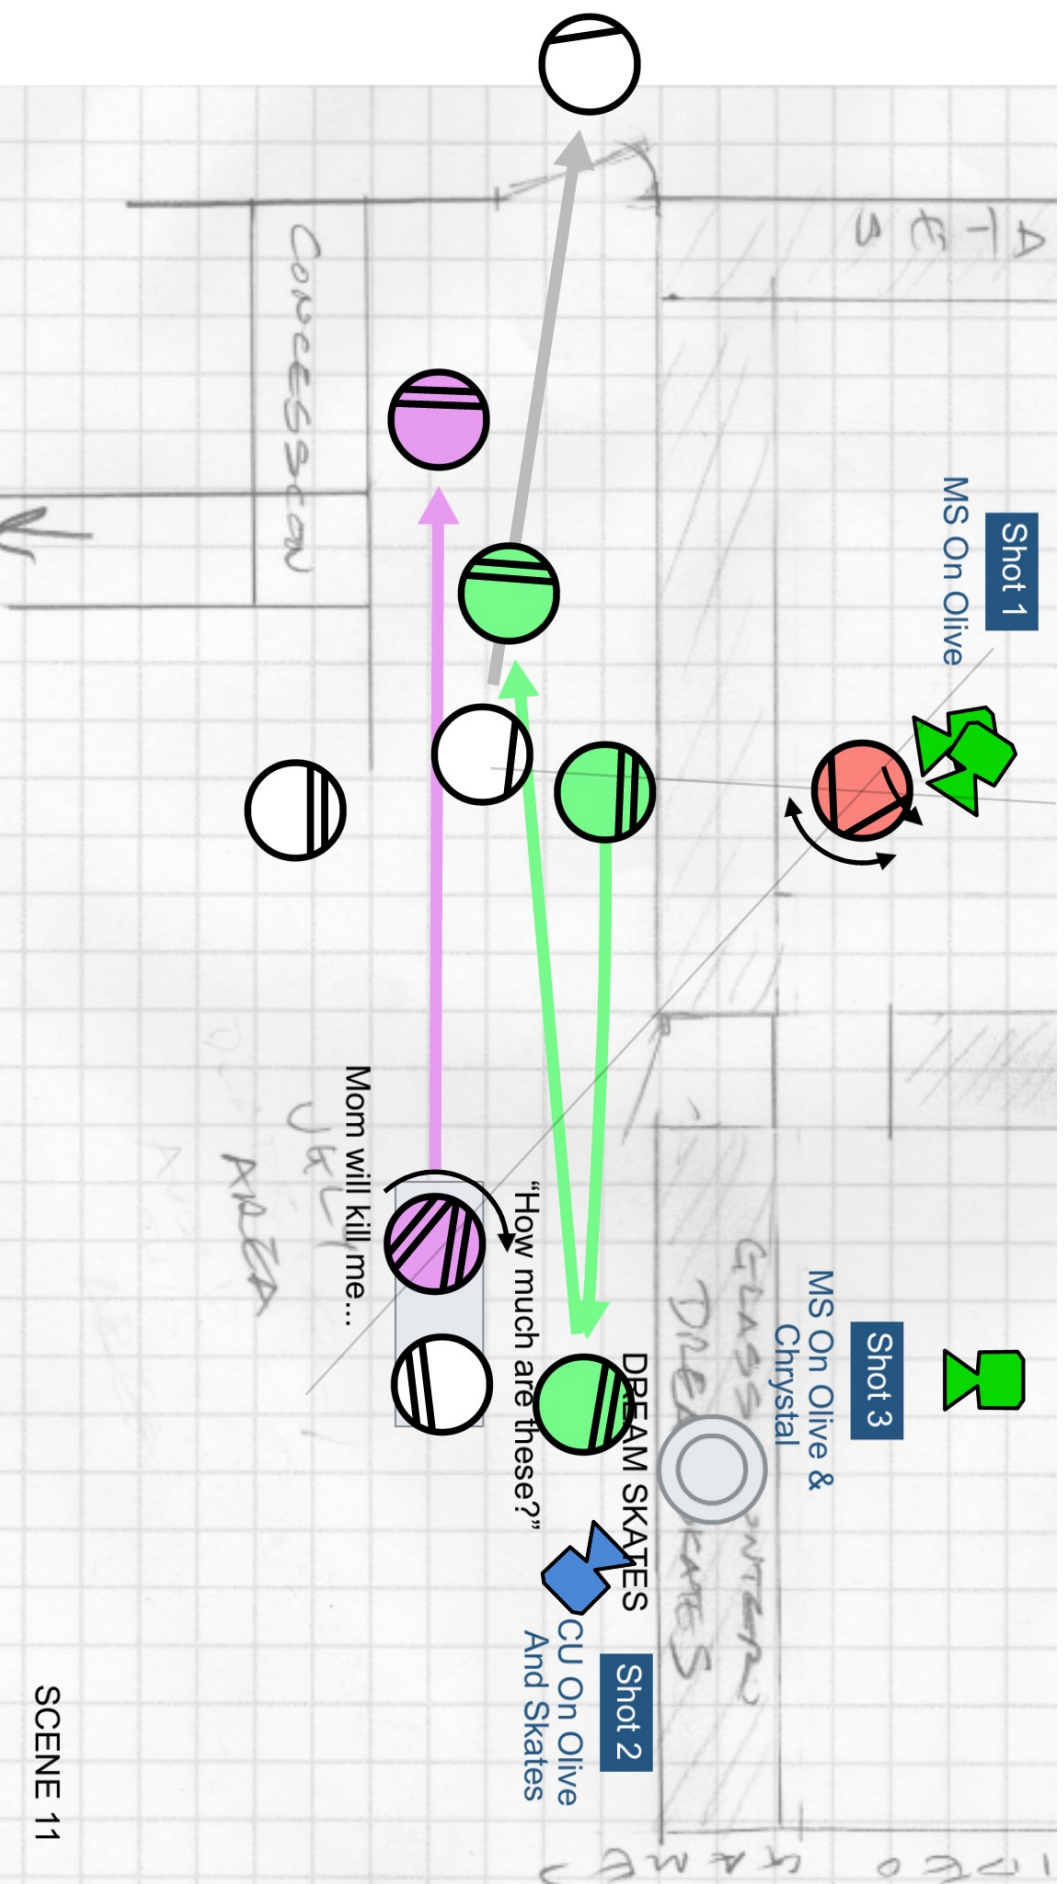 Shot 1
MS On Olive
Shot 3
MS On Olive &
Chrystal
Shot 2
CU On Olive
And Skates
DREAM SKATES
“How much are these?”
Mom will kill me...
SCENE 11
AREA